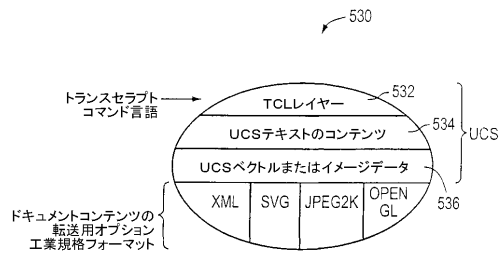 530
トランスセラプト
コマンド言語
TCLレイヤー
532
UCSテキストのコンテンツ
534
UCS
UCSベクトルまたはイメージデータ
536
XML
SVG
JPEG2K
OPEN
GL
ドキュメントコンテンツの
転送用オプション
工業規格フォーマット